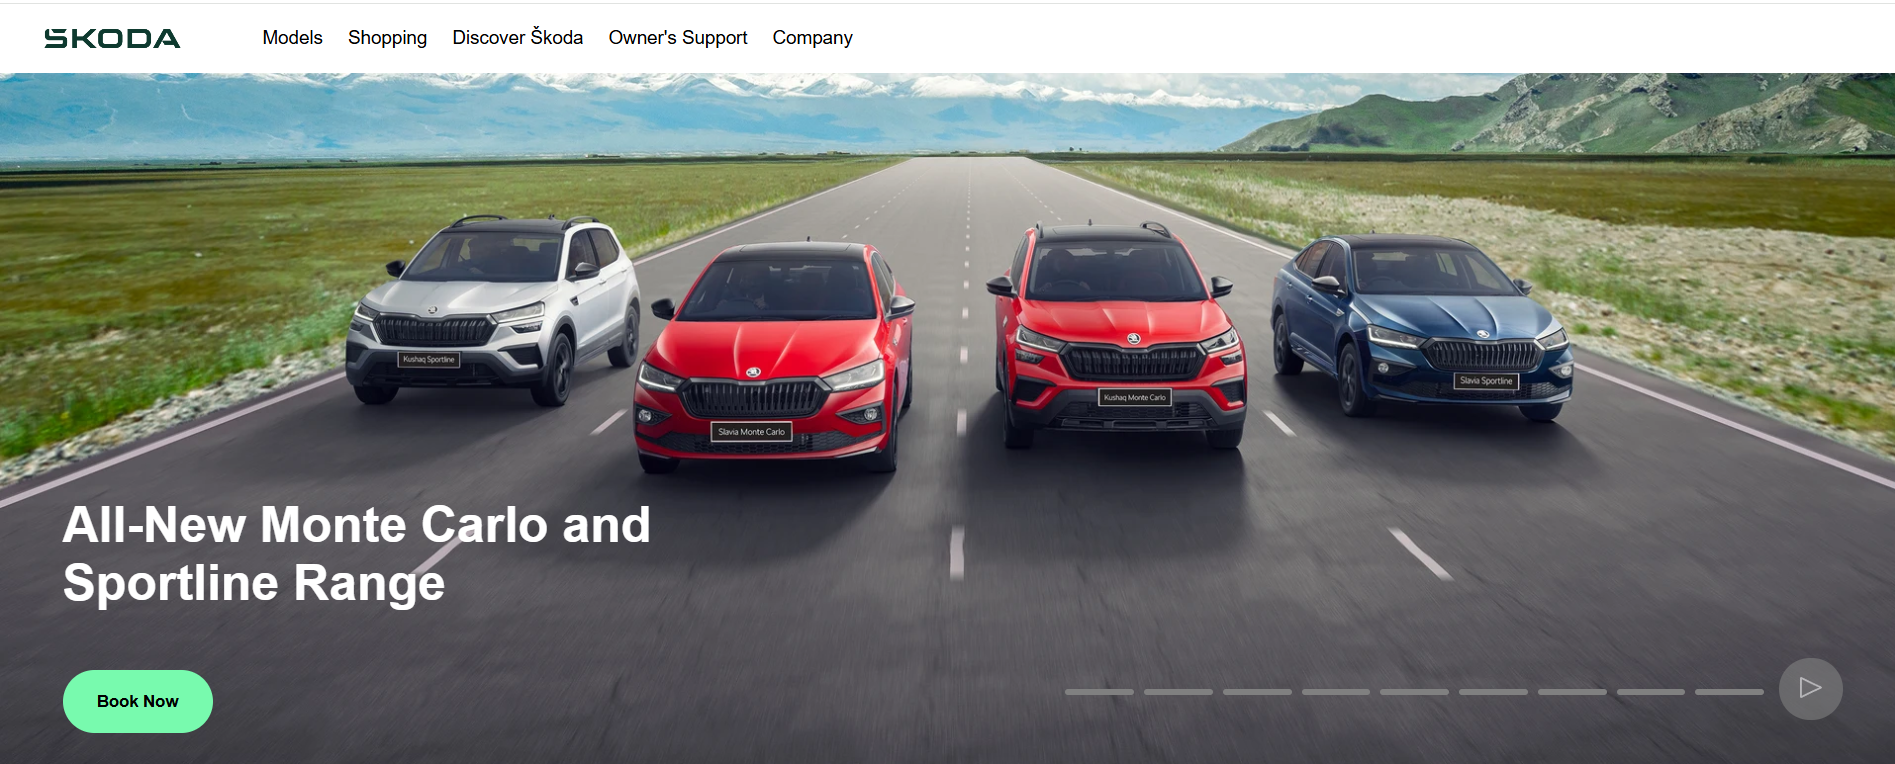 ŠKODA
Models
Shopping
Discover Škoda
Owner's Support
Company
Kushaq Sportline
Slavia Monte Carlo
Kushaq Monte Carlo
Slavia Sportline
All-New Monte Carlo and
Sportline Range
Book Now